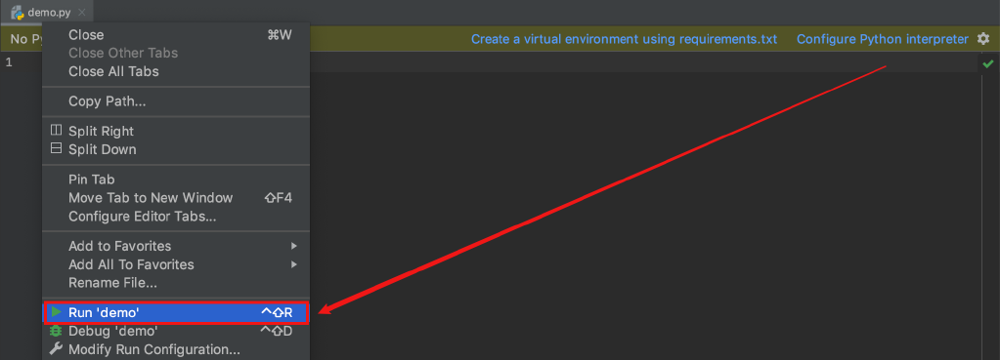 demo.py
No Py
Create a virtual environment using requirements.txt
Configure Python interpreter
1
Close ⌘W
Close Other Tabs
Close All Tabs
Copy Path...
Split Right
Split Down
Pin Tab
Move Tab to New Window ⇧F4
Configure Editor Tabs...
Add to Favorites
Add All To Favorites
Rename File...
Run 'demo' ^⇧R
Debug 'demo' ^⇧D
Modify Run Configuration...